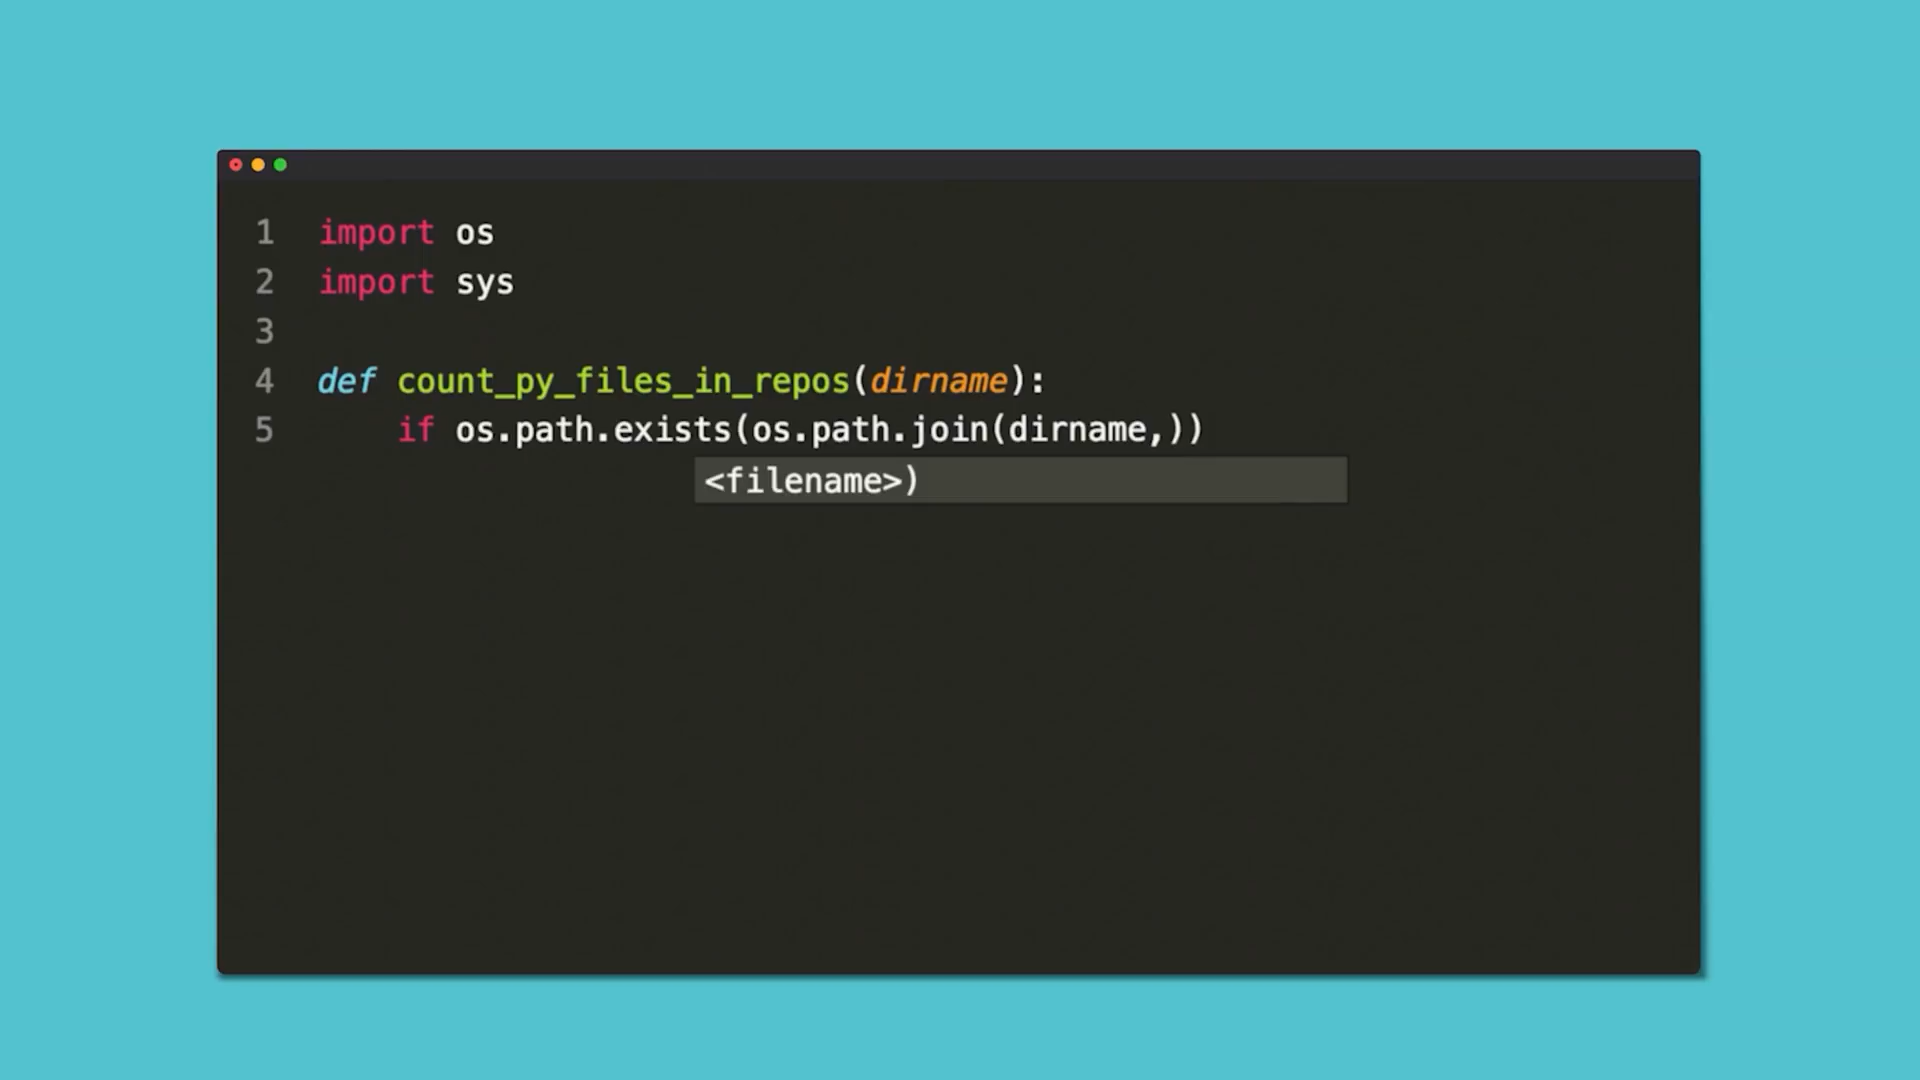 1 import os
2 import sys
3
4 def count_py_files_in_repos(dirname):
5     if os.path.exists(os.path.join(dirname,))
<filename>)